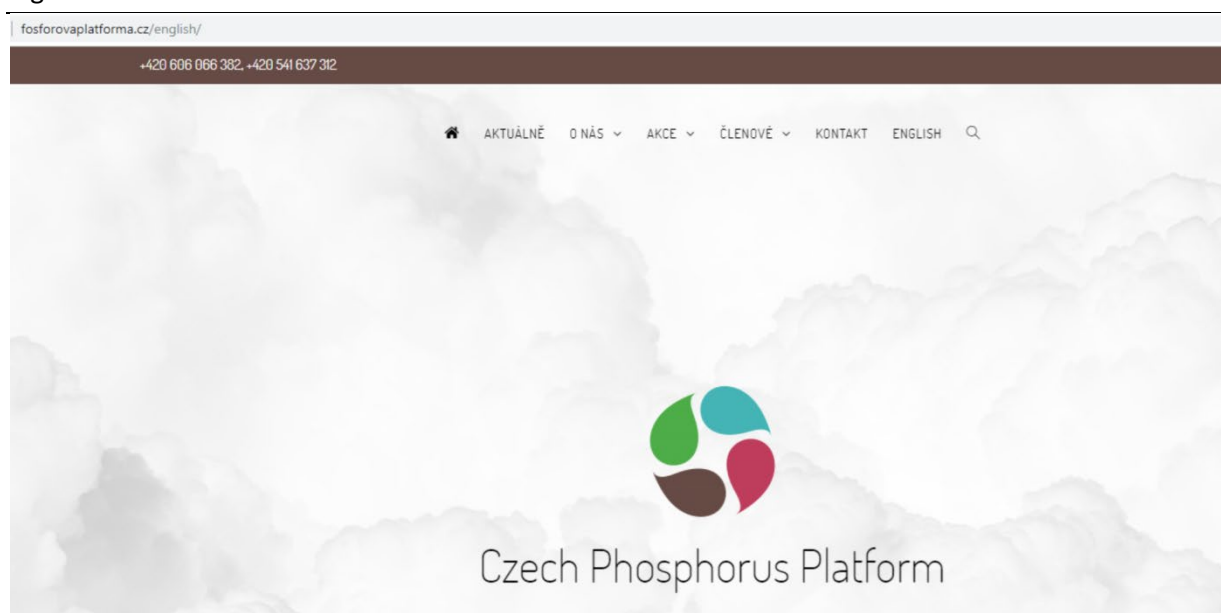 fosforovaplatforma.cz/english/
+420 606 066 382, +420 541 637 312
AKTUÁLNĚ O NÁS AKCE ČLENOVÉ KONTAKT ENGLISH
Czech Phosphorus Platform